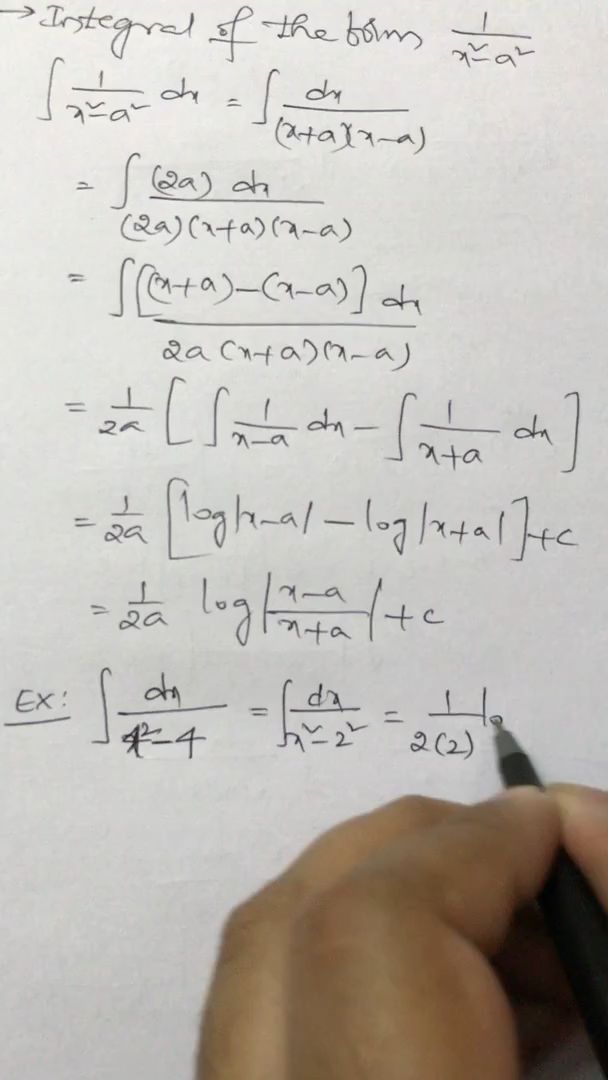 → Integral of the form 1/(x²-a²)
∫ 1/(x²-a²) dx = ∫ dx/((x+a)(x-a))
= ∫ (2a) dx/((2a)(x+a)(x-a))
= ∫ [(x+a)-(x-a)] dx/(2a(x+a)(x-a))
= 1/2a [∫ 1/(x-a) dx - ∫ 1/(x+a) dx]
= 1/2a [log|x-a| - log|x+a|] + c
= 1/2a log|(x-a)/(x+a)| + c
Ex: ∫ dx/(x²-4) = ∫ dx/(x²-2²) = 1/2(2) lo